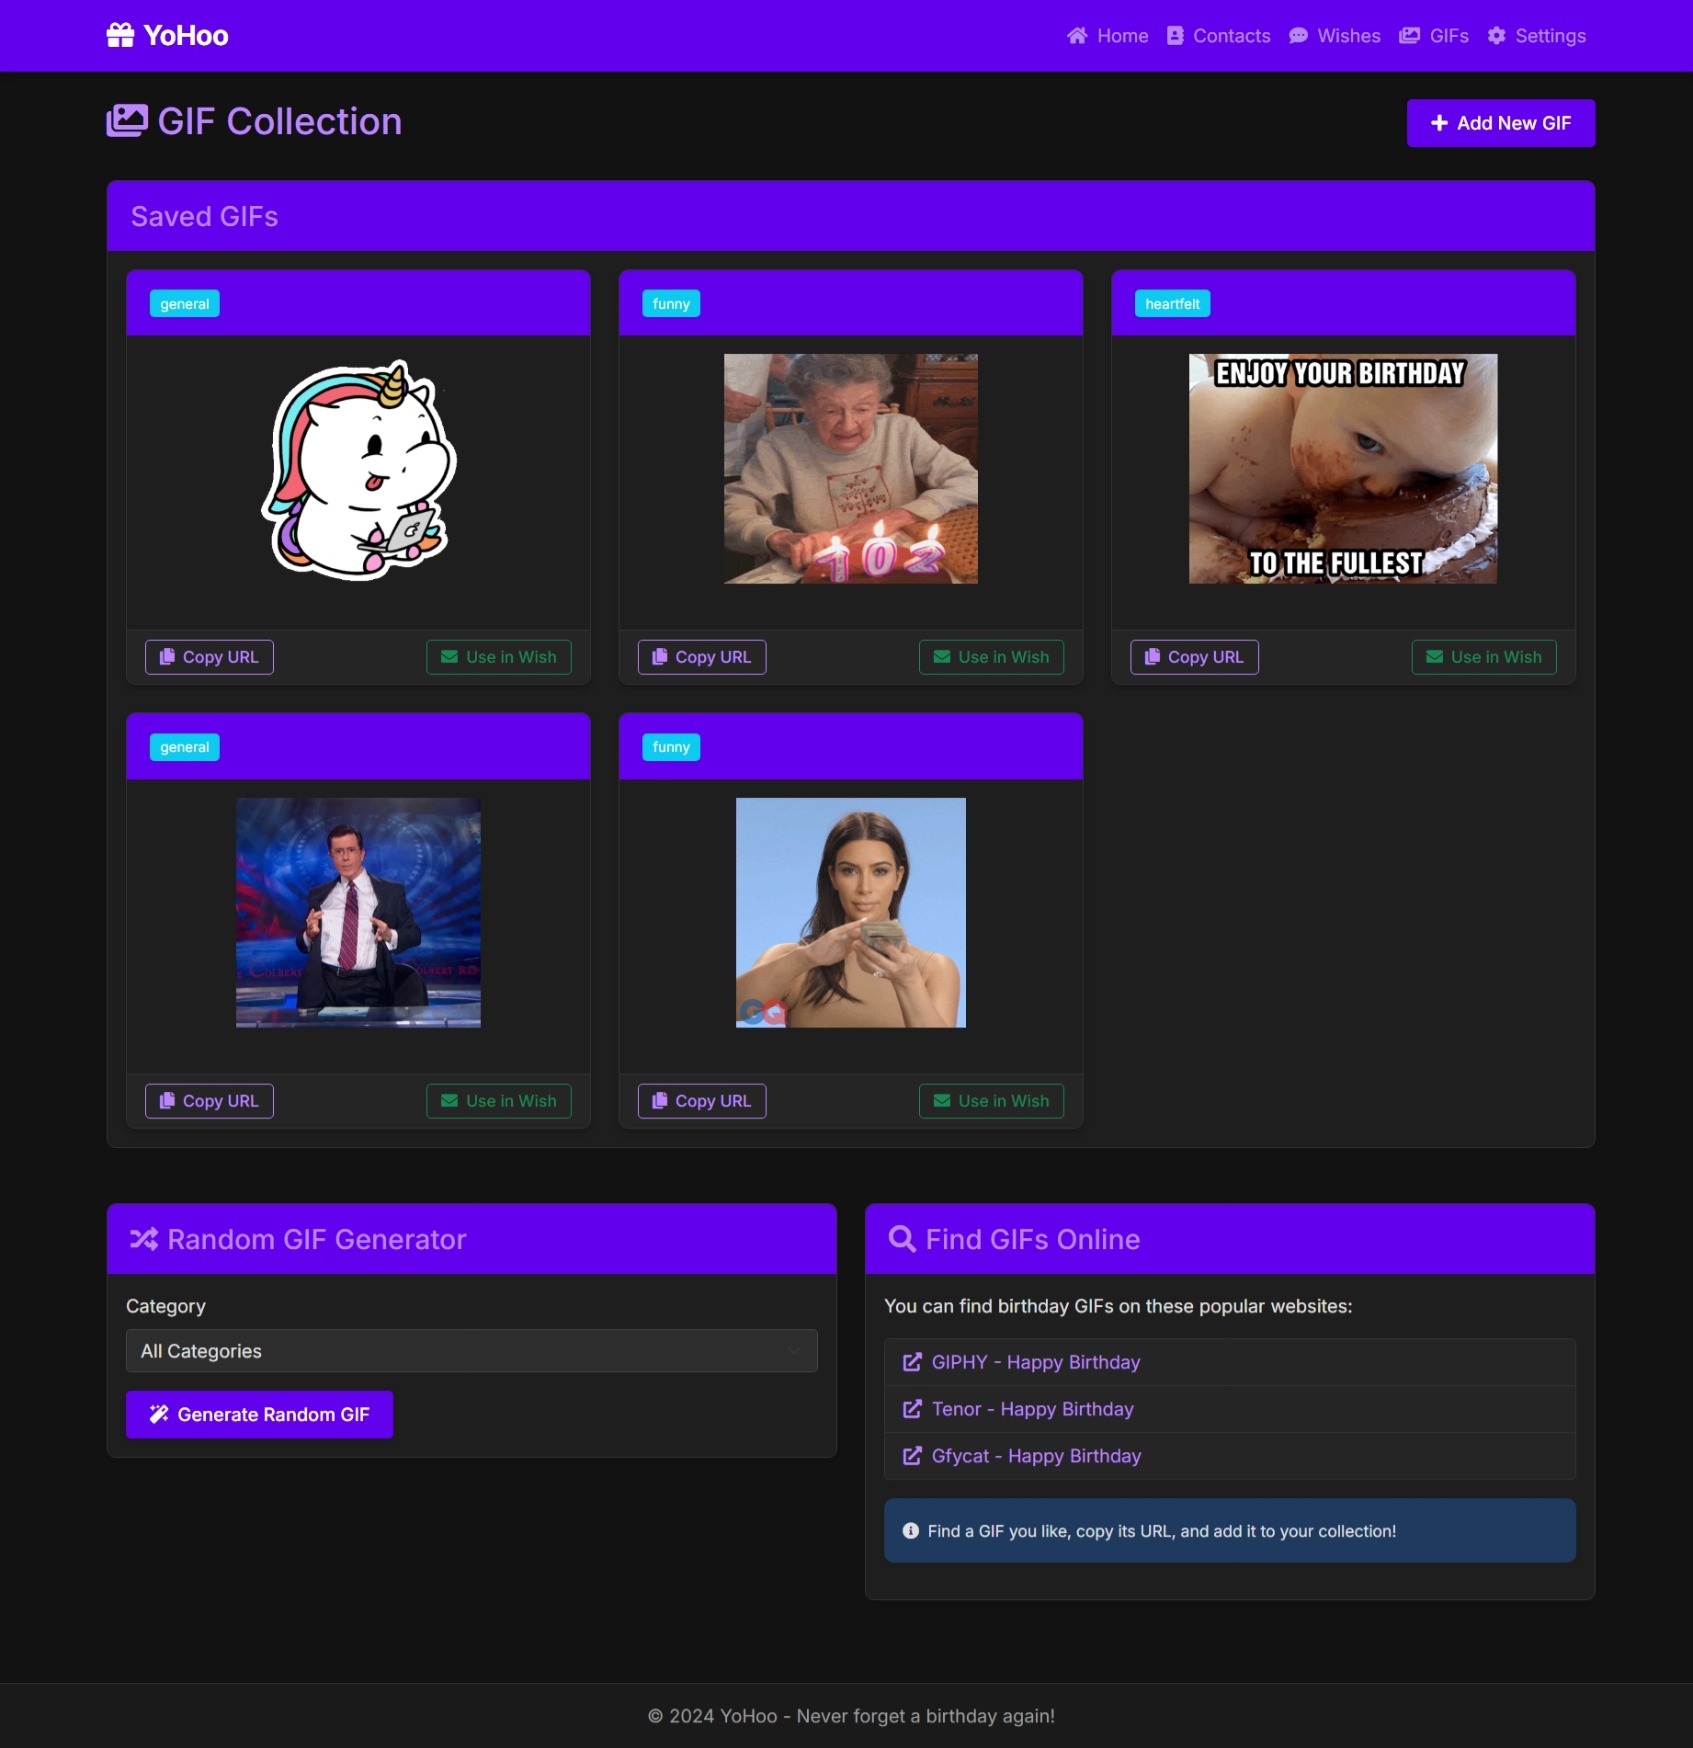 YoHoo
Home
Contacts
Wishes
GIFs
Settings
GIF Collection
Add New GIF
Saved GIFs
general
funny
heartfelt
ENJOY YOUR BIRTHDAY
TO THE FULLEST
102
Copy URL
Use in Wish
Copy URL
Use in Wish
Copy URL
Use in Wish
general
funny
COLBERT
GQ
Copy URL
Use in Wish
Copy URL
Use in Wish
Random GIF Generator
Category
All Categories
Generate Random GIF
Find GIFs Online
You can find birthday GIFs on these popular websites:
GIPHY - Happy Birthday
Tenor - Happy Birthday
Gfycat - Happy Birthday
Find a GIF you like, copy its URL, and add it to your collection!
© 2024 YoHoo - Never forget a birthday again!